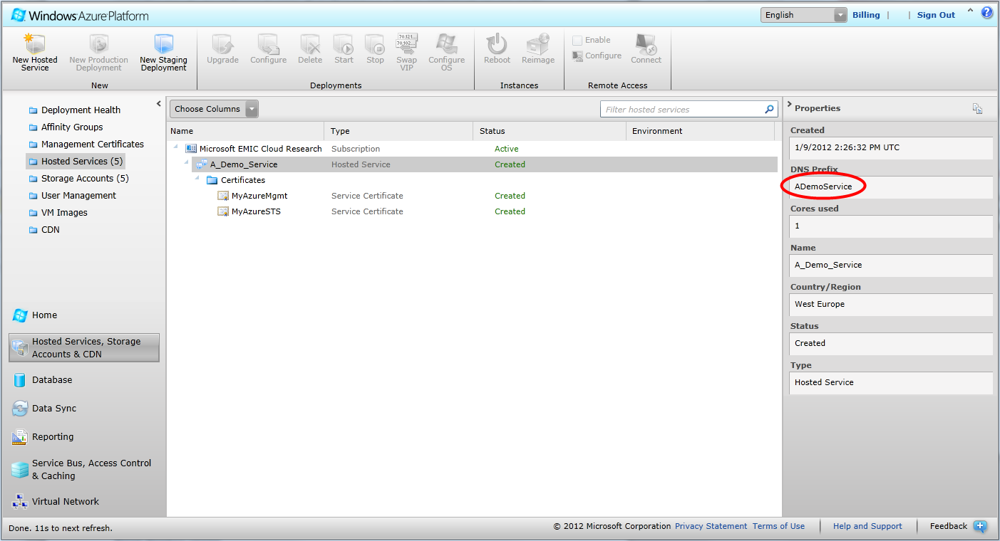 Windows Azure Platform
English
Billing | | Sign Out
New Hosted Service
New Production Deployment
New Staging Deployment
New
Upgrade
Configure
Delete
Start
Stop
Swap VIP
Configure OS
Deployments
Reboot
Reimage
Instances
Enable
Configure
Connect
Remote Access
Deployment Health
Affinity Groups
Management Certificates
Hosted Services (5)
Storage Accounts (5)
User Management
VM Images
CDN
Home
Hosted Services, Storage
Accounts & CDN
Database
Data Sync
Reporting
Service Bus, Access Control
& Caching
Virtual Network
Choose Columns
Filter hosted services
Name Type Status Environment
Microsoft EMIC Cloud Research Subscription Active
A_Demo_Service Hosted Service Created
Certificates
MyAzureMgmt Service Certificate Created
MyAzureSTS Service Certificate Created
Properties
Created
1/9/2012 2:26:32 PM UTC
DNS Prefix
ADemoService
Cores used
1
Name
A_Demo_Service
Country/Region
West Europe
Status
Created
Type
Hosted Service
Done. 11s to next refresh.
© 2012 Microsoft Corporation Privacy Statement Terms of Use | Help and Support | Feedback